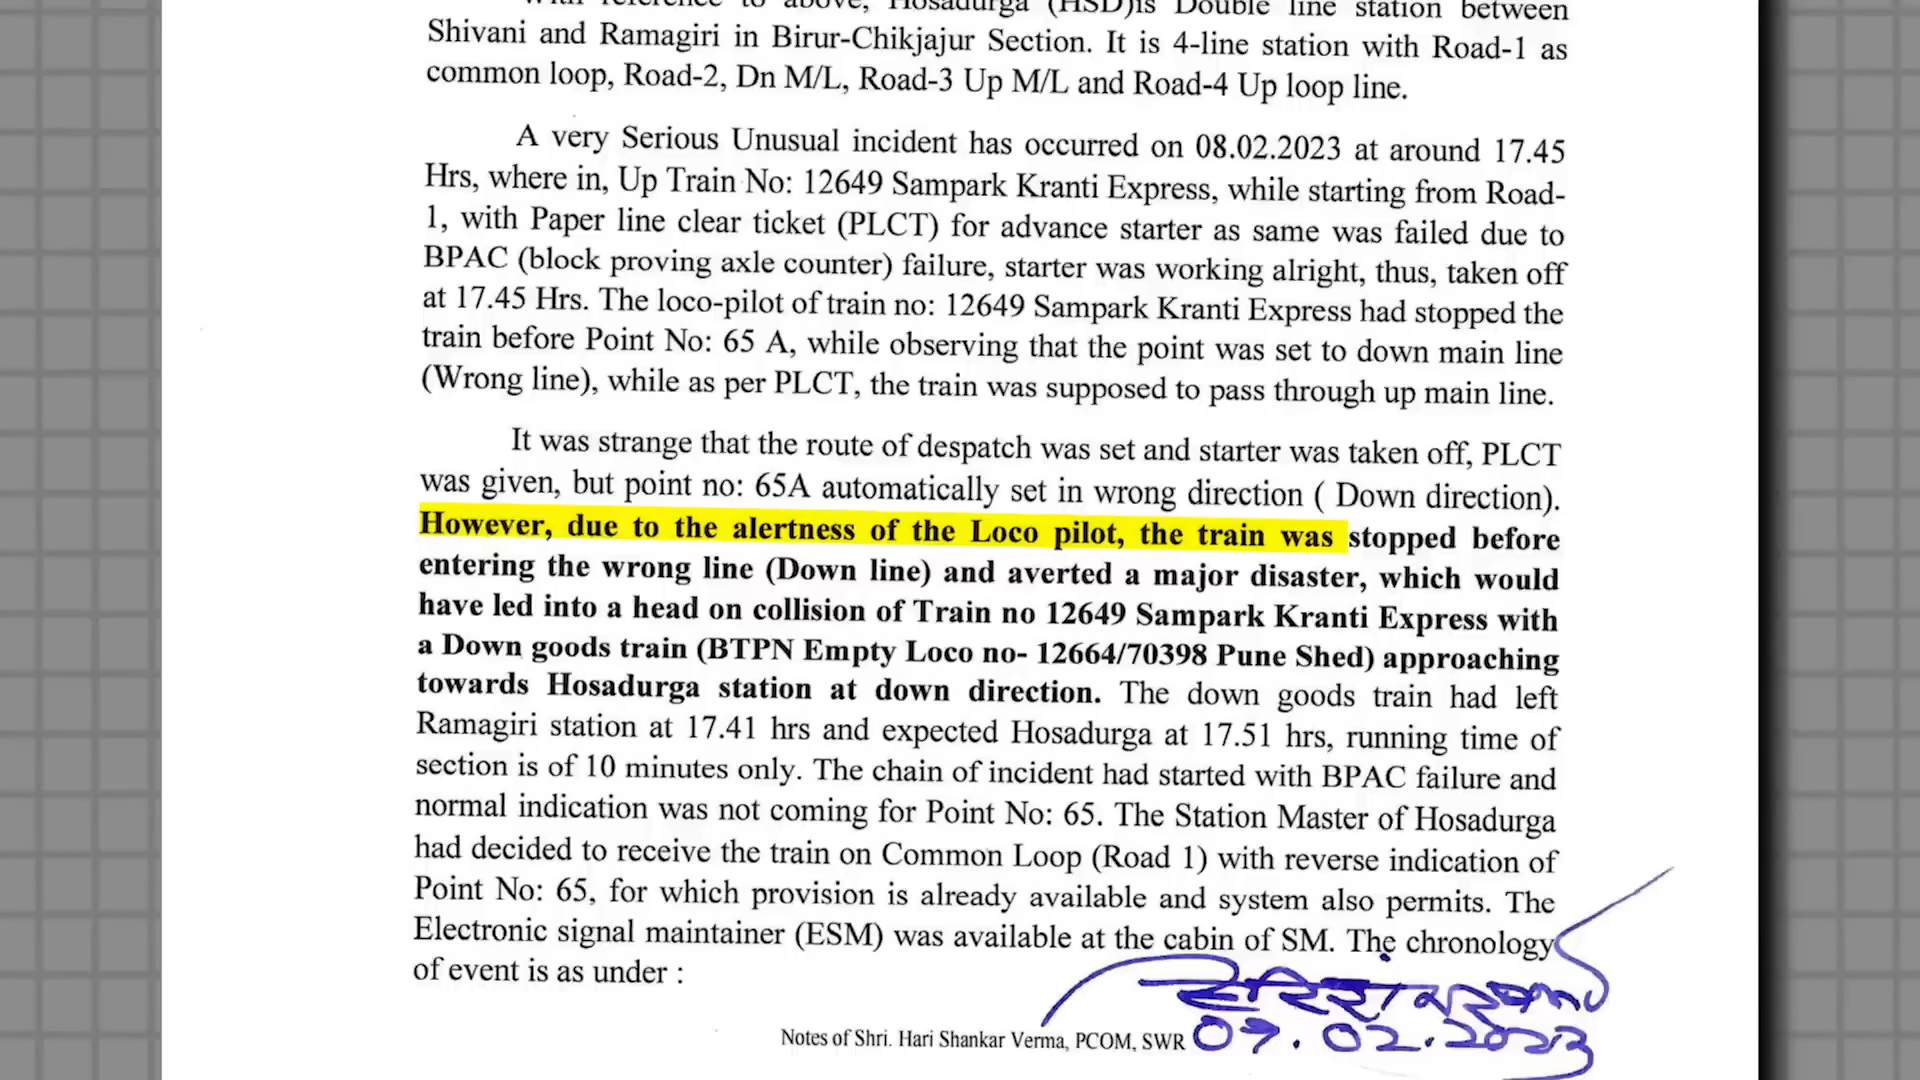 With reference to above, Hosadurga (HSD)is Double line station between
Shivani and Ramagiri in Birur-Chikjajur Section. It is 4-line station with Road-1 as
common loop, Road-2, Dn M/L, Road-3 Up M/L and Road-4 Up loop line.
A very Serious Unusual incident has occurred on 08.02.2023 at around 17.45
Hrs, where in, Up Train No: 12649 Sampark Kranti Express, while starting from Road-
1, with Paper line clear ticket (PLCT) for advance starter as same was failed due to
BPAC (block proving axle counter) failure, starter was working alright, thus, taken off
at 17.45 Hrs. The loco-pilot of train no: 12649 Sampark Kranti Express had stopped the
train before Point No: 65 A, while observing that the point was set to down main line
(Wrong line), while as per PLCT, the train was supposed to pass through up main line.
It was strange that the route of despatch was set and starter was taken off, PLCT
was given, but point no: 65A automatically set in wrong direction ( Down direction).
However, due to the alertness of the Loco pilot, the train was stopped before
entering the wrong line (Down line) and averted a major disaster, which would
have led into a head on collision of Train no 12649 Sampark Kranti Express with
a Down goods train (BTPN Empty Loco no- 12664/70398 Pune Shed) approaching
towards Hosadurga station at down direction. The down goods train had left
Ramagiri station at 17.41 hrs and expected Hosadurga at 17.51 hrs, running time of
section is of 10 minutes only. The chain of incident had started with BPAC failure and
normal indication was not coming for Point No: 65. The Station Master of Hosadurga
had decided to receive the train on Common Loop (Road 1) with reverse indication of
Point No: 65, for which provision is already available and system also permits. The
Electronic signal maintainer (ESM) was available at the cabin of SM. The chronology
of event is as under :
Notes of Shri. Hari Shankar Verma, PCOM, SWR 09.02.2023